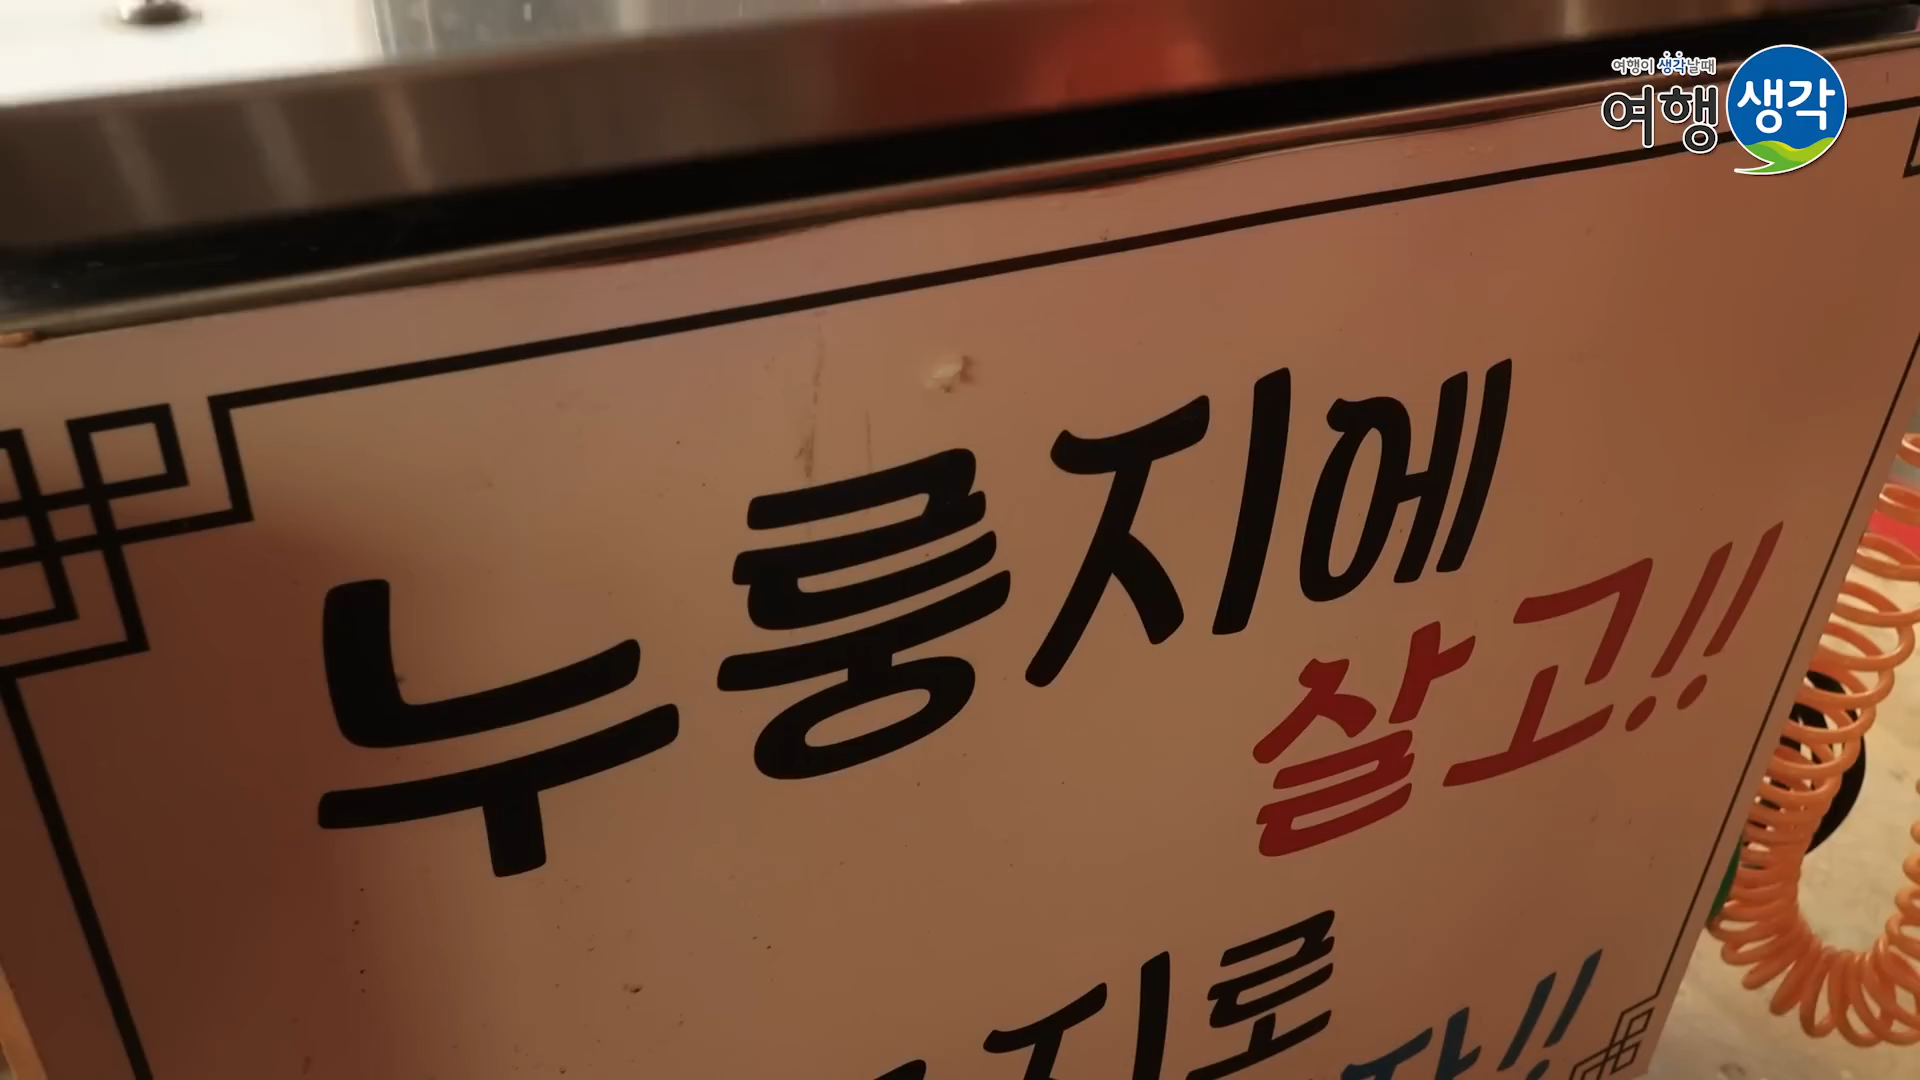 여행이 생각날때
여행 생각
누룽지에
살고!!
지로